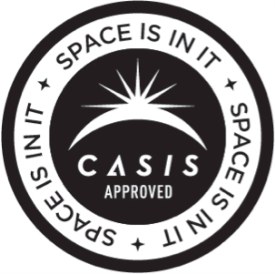 SPACE IS IN IT
SPACE IS IN IT
SPACE IS IN IT
CASIS
APPROVED